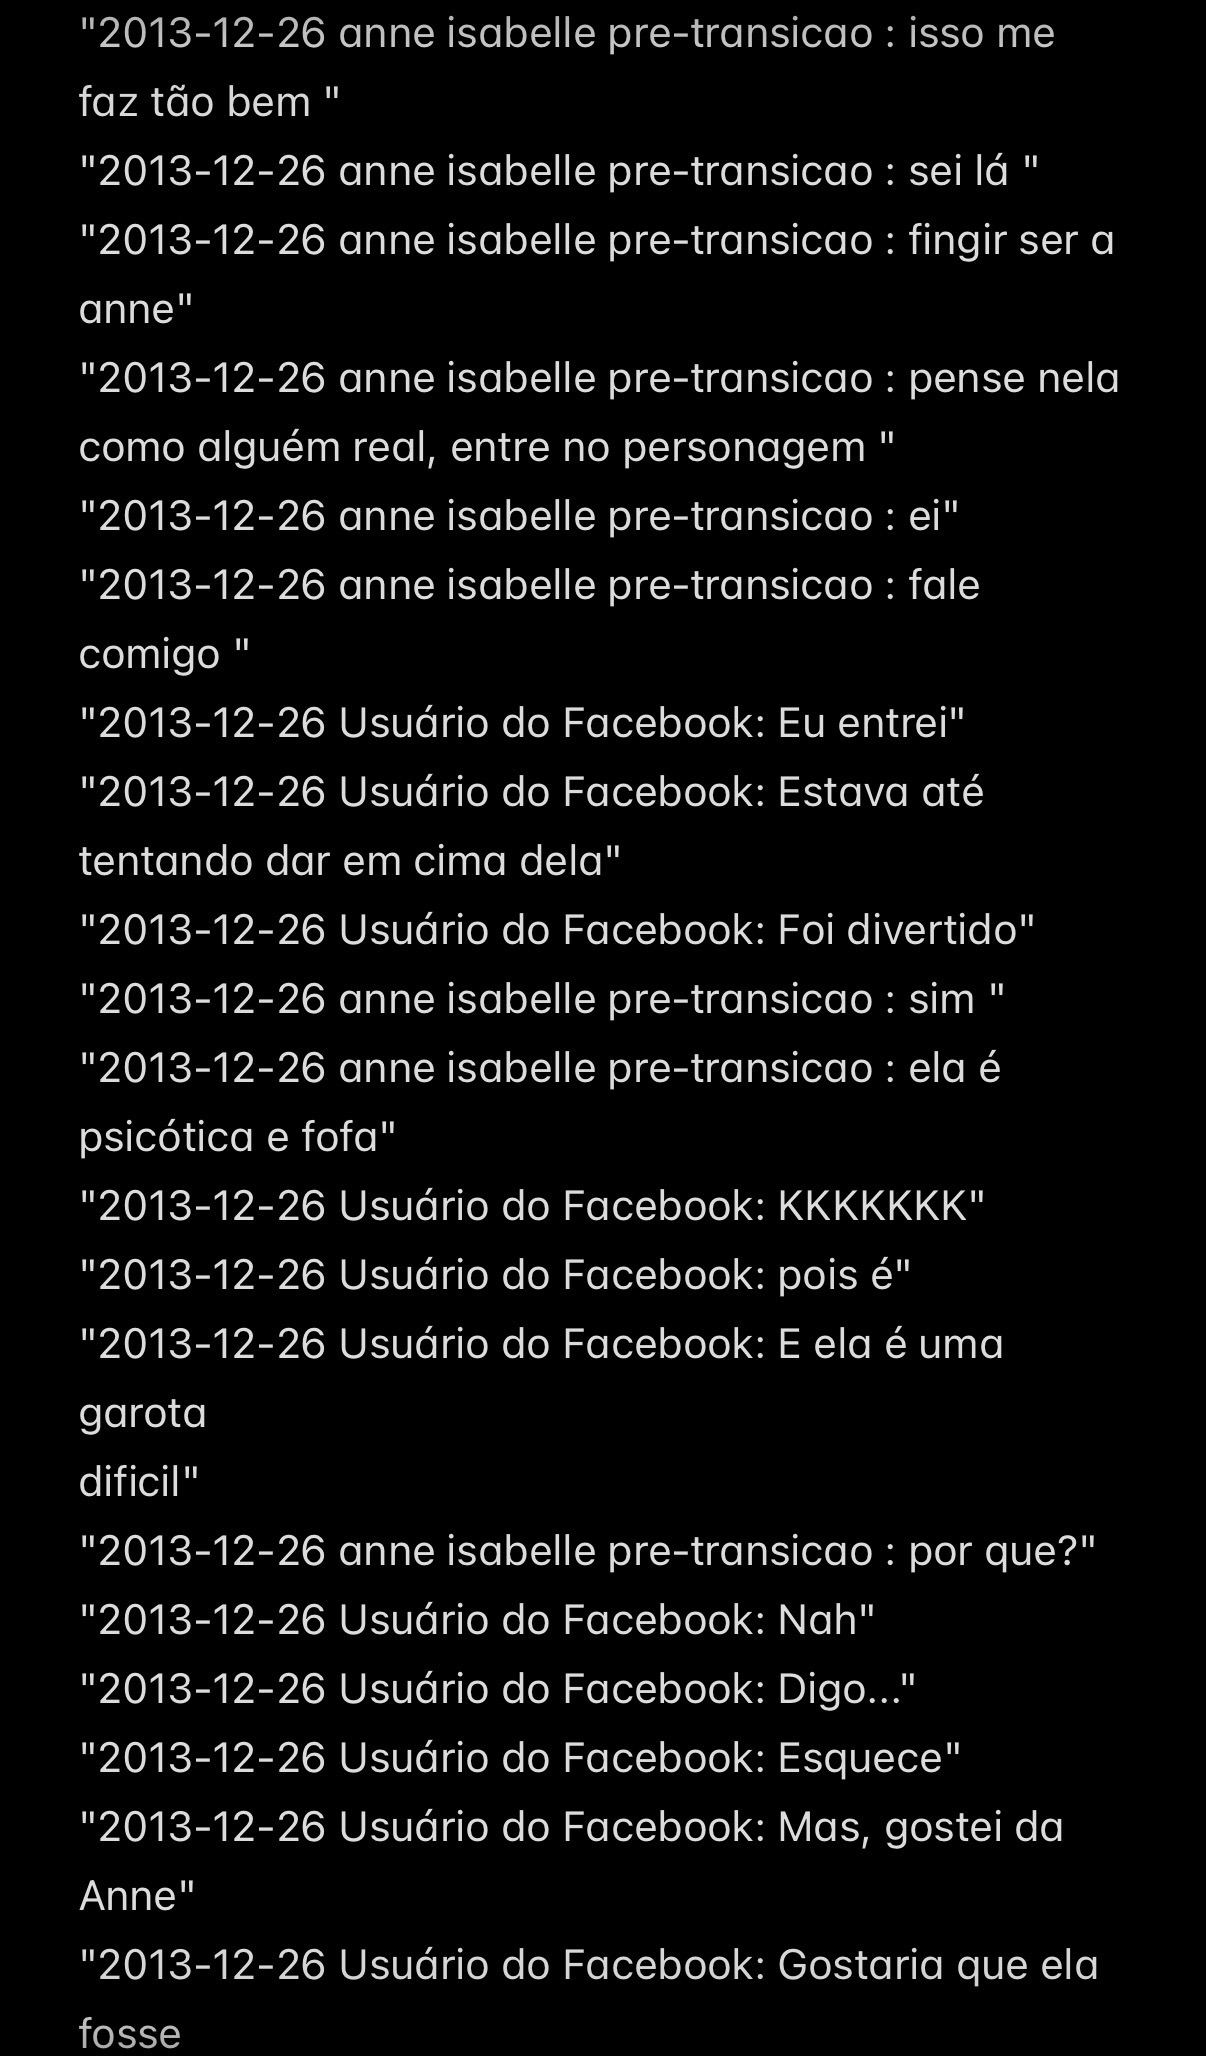 "2013-12-26 anne isabelle pre-transicao : isso me
faz tão bem "
"2013-12-26 anne isabelle pre-transicao : sei lá "
"2013-12-26 anne isabelle pre-transicao : fingir ser a
anne"
"2013-12-26 anne isabelle pre-transicao : pense nela
como alguém real, entre no personagem "
"2013-12-26 anne isabelle pre-transicao : ei"
"2013-12-26 anne isabelle pre-transicao : fale
comigo "
"2013-12-26 Usuário do Facebook: Eu entrei"
"2013-12-26 Usuário do Facebook: Estava até
tentando dar em cima dela"
"2013-12-26 Usuário do Facebook: Foi divertido"
"2013-12-26 anne isabelle pre-transicao : sim "
"2013-12-26 anne isabelle pre-transicao : ela é
psicótica e fofa"
"2013-12-26 Usuário do Facebook: KKKKKKK"
"2013-12-26 Usuário do Facebook: pois é"
"2013-12-26 Usuário do Facebook: E ela é uma
garota
dificil"
"2013-12-26 anne isabelle pre-transicao : por que?"
"2013-12-26 Usuário do Facebook: Nah"
"2013-12-26 Usuário do Facebook: Digo..."
"2013-12-26 Usuário do Facebook: Esquece"
"2013-12-26 Usuário do Facebook: Mas, gostei da
Anne"
"2013-12-26 Usuário do Facebook: Gostaria que ela
fosse